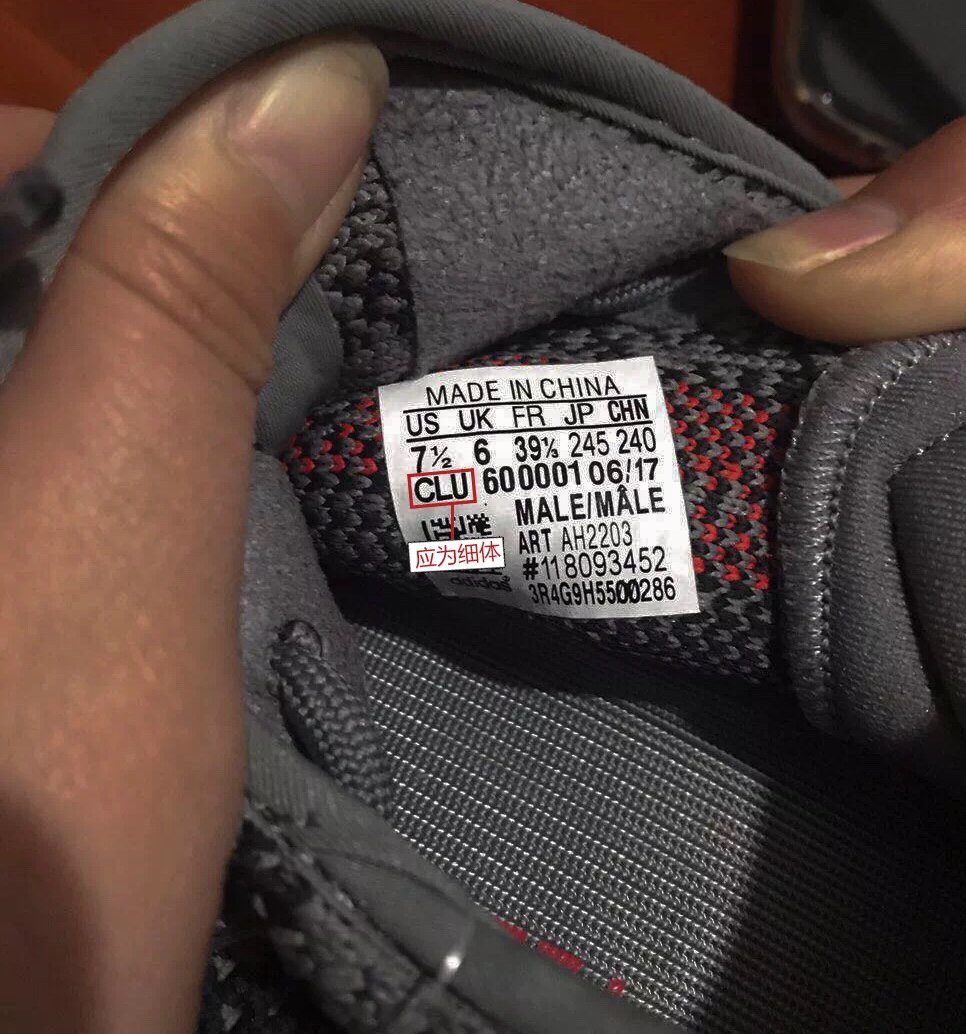 MADE IN CHINA
US UK FR JP CHN
7½ 6 39⅓ 245 240
CLU 600001 06/17
MALE/MÂLE
应为细体
ART AH2203
#118093452
adidas
3R4G9H5500286